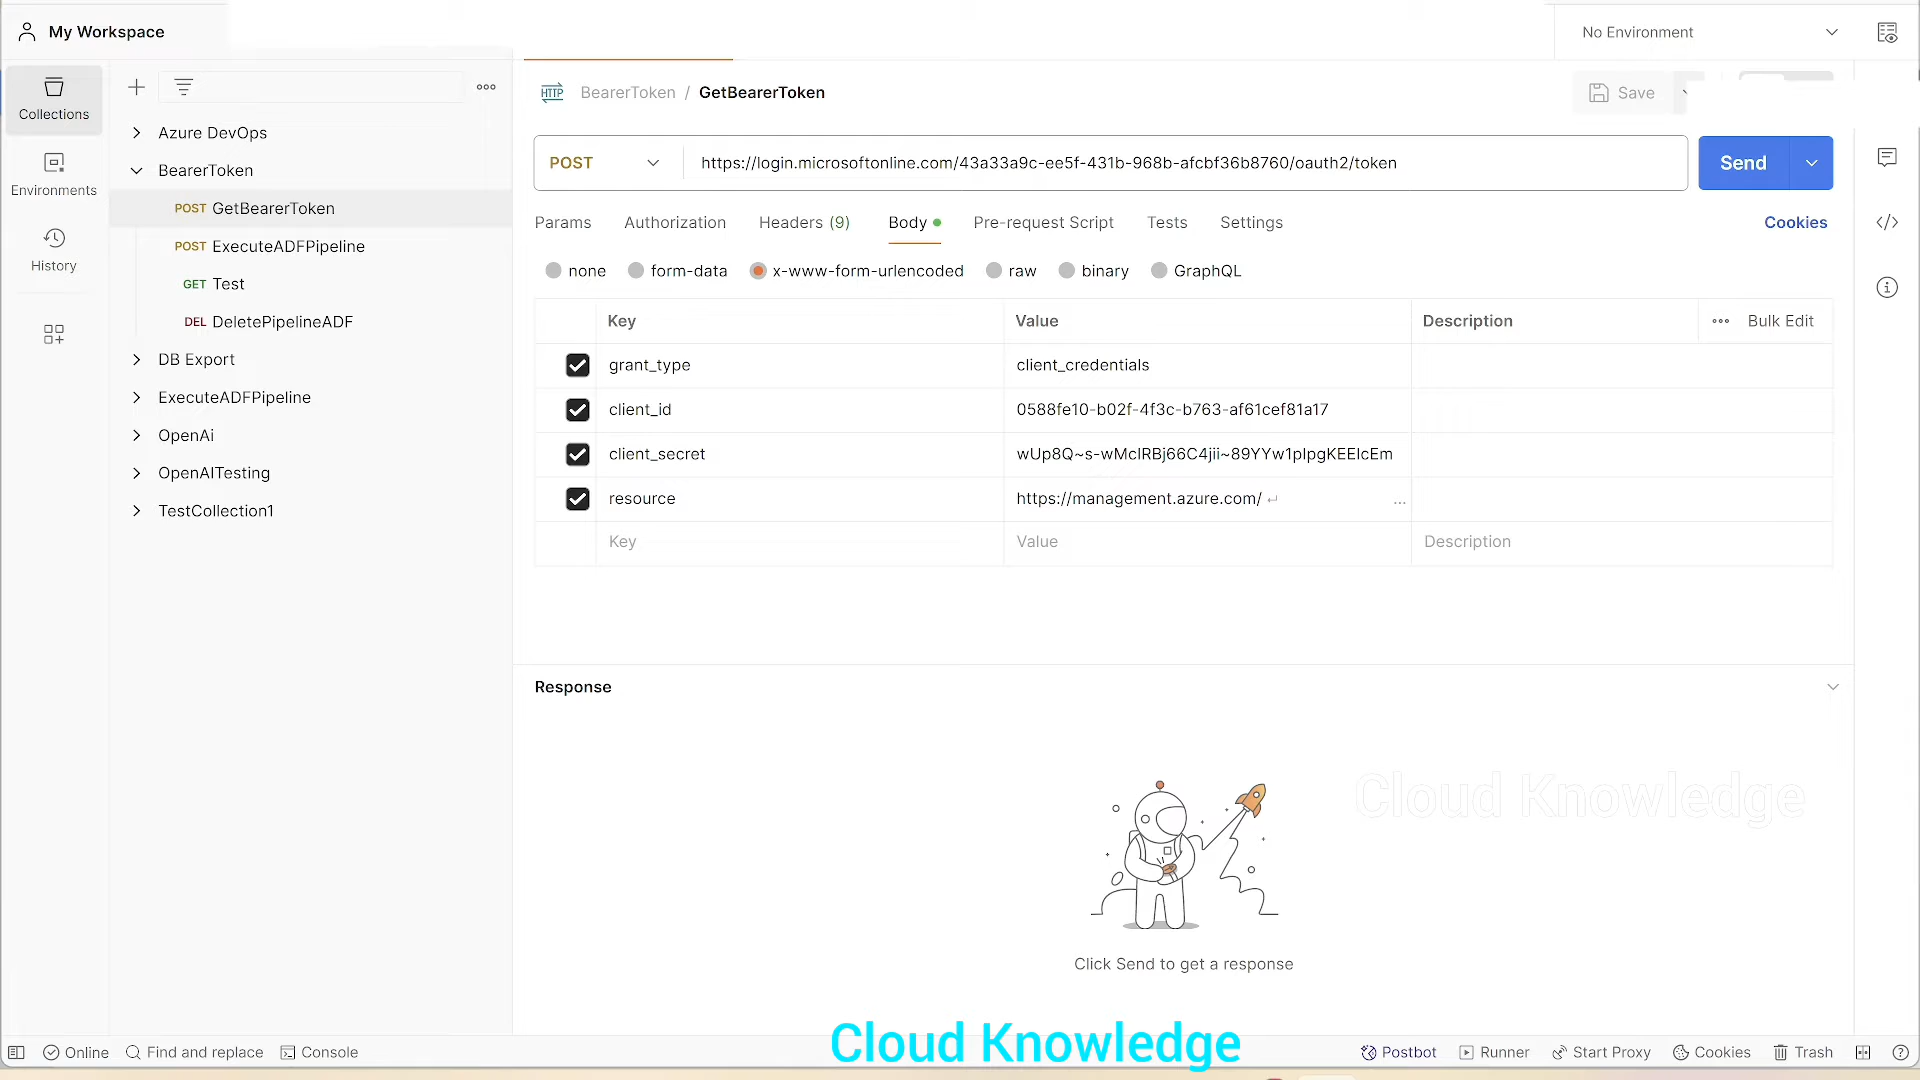 My Workspace
No Environment
Collections
Environments
History
Azure DevOps
BearerToken
POST GetBearerToken
POST ExecuteADFPipeline
GET Test
DEL DeletePipelineADF
DB Export
ExecuteADFPipeline
OpenAi
OpenAITesting
TestCollection1
HTTP BearerToken / GetBearerToken
Save
POST https://login.microsoftonline.com/43a33a9c-ee5f-431b-968b-afcbf36b8760/oauth2/token
Send
Params Authorization Headers (9) Body Pre-request Script Tests Settings Cookies
none form-data x-www-form-urlencoded raw binary GraphQL
Key Value Description ••• Bulk Edit
grant_type client_credentials
client_id 0588fe10-b02f-4f3c-b763-af61cef81a17
client_secret
resource https://management.azure.com/ ↵ ...
Key Value Description
Response
Cloud Knowledge
Click Send to get a response
Cloud Knowledge
Online Find and replace Console Postbot Runner Start Proxy Cookies Trash